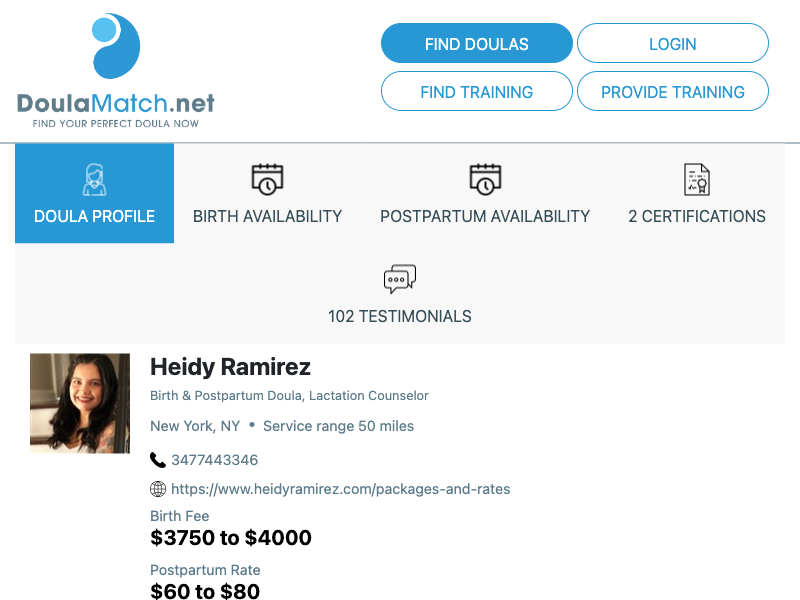 DoulaMatch.net
FIND YOUR PERFECT DOULA NOW
FIND DOULAS
LOGIN
FIND TRAINING
PROVIDE TRAINING
DOULA PROFILE
BIRTH AVAILABILITY
POSTPARTUM AVAILABILITY
2 CERTIFICATIONS
102 TESTIMONIALS
Heidy Ramirez
Birth & Postpartum Doula, Lactation Counselor
New York, NY • Service range 50 miles
3477443346
https://www.heidyramirez.com/packages-and-rates
Birth Fee
$3750 to $4000
Postpartum Rate
$60 to $80